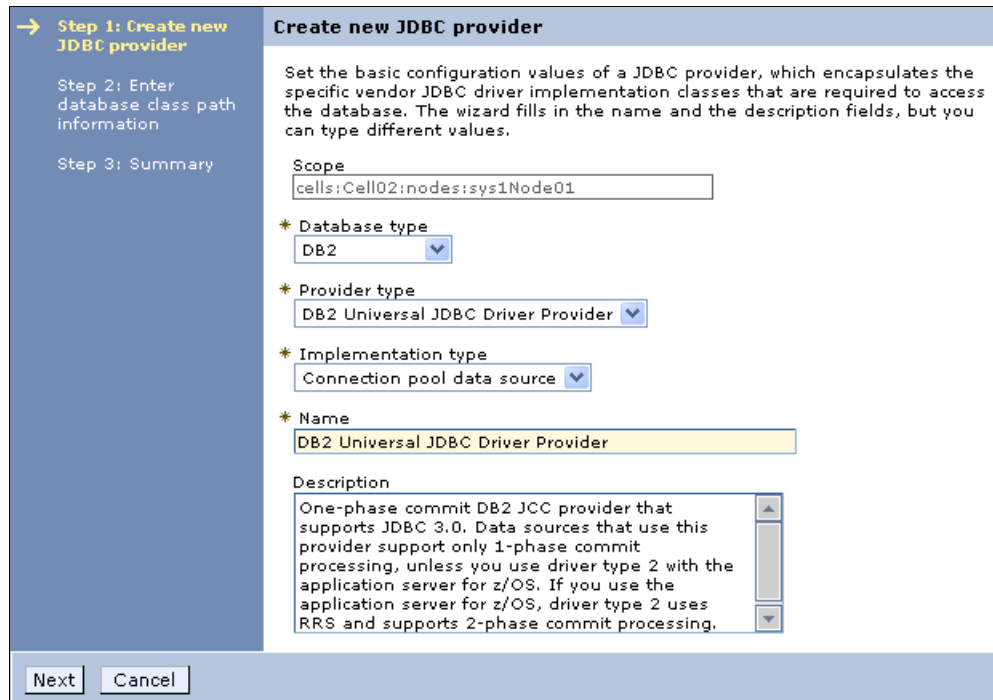 Step 1: Create new
JDBC provider
Step 2: Enter
database class path
information
Step 3: Summary
Create new JDBC provider
Set the basic configuration values of a JDBC provider, which encapsulates the
specific vendor JDBC driver implementation classes that are required to access
the database. The wizard fills in the name and the description fields, but you
can type different values.
Scope
cells:Cell02:nodes:sys1Node01
* Database type
DB2
* Provider type
DB2 Universal JDBC Driver Provider
* Implementation type
Connection pool data source
* Name
DB2 Universal JDBC Driver Provider
Description
One-phase commit DB2 JCC provider that
supports JDBC 3.0. Data sources that use this
provider support only 1-phase commit
processing, unless you use driver type 2 with the
application server for z/OS. If you use the
application server for z/OS, driver type 2 uses
RRS and supports 2-phase commit processing.
Next
Cancel